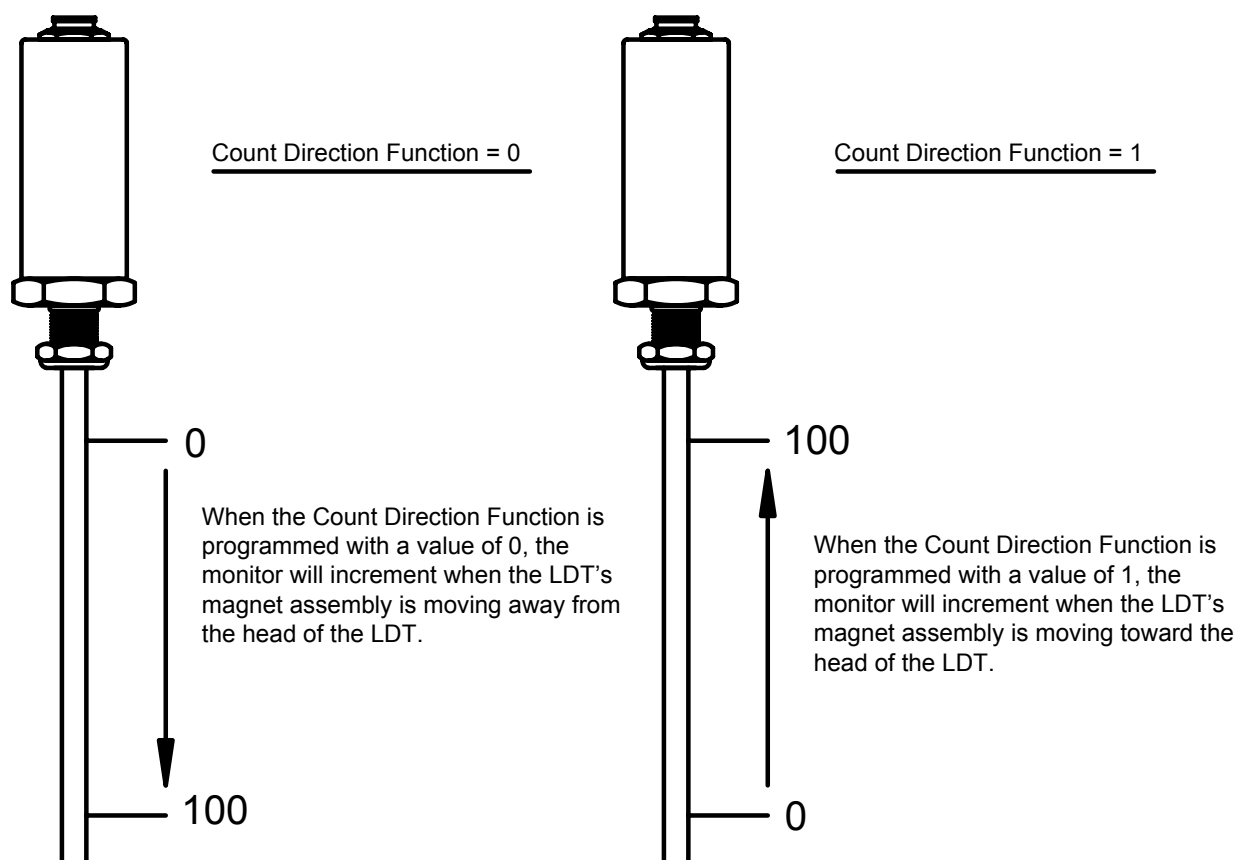 Count Direction Function = 0
0
When the Count Direction Function is
programmed with a value of 0, the
monitor will increment when the LDT's
magnet assembly is moving away from
the head of the LDT.
100
Count Direction Function = 1
100
When the Count Direction Function is
programmed with a value of 1, the
monitor will increment when the LDT's
magnet assembly is moving toward the
head of the LDT.
0